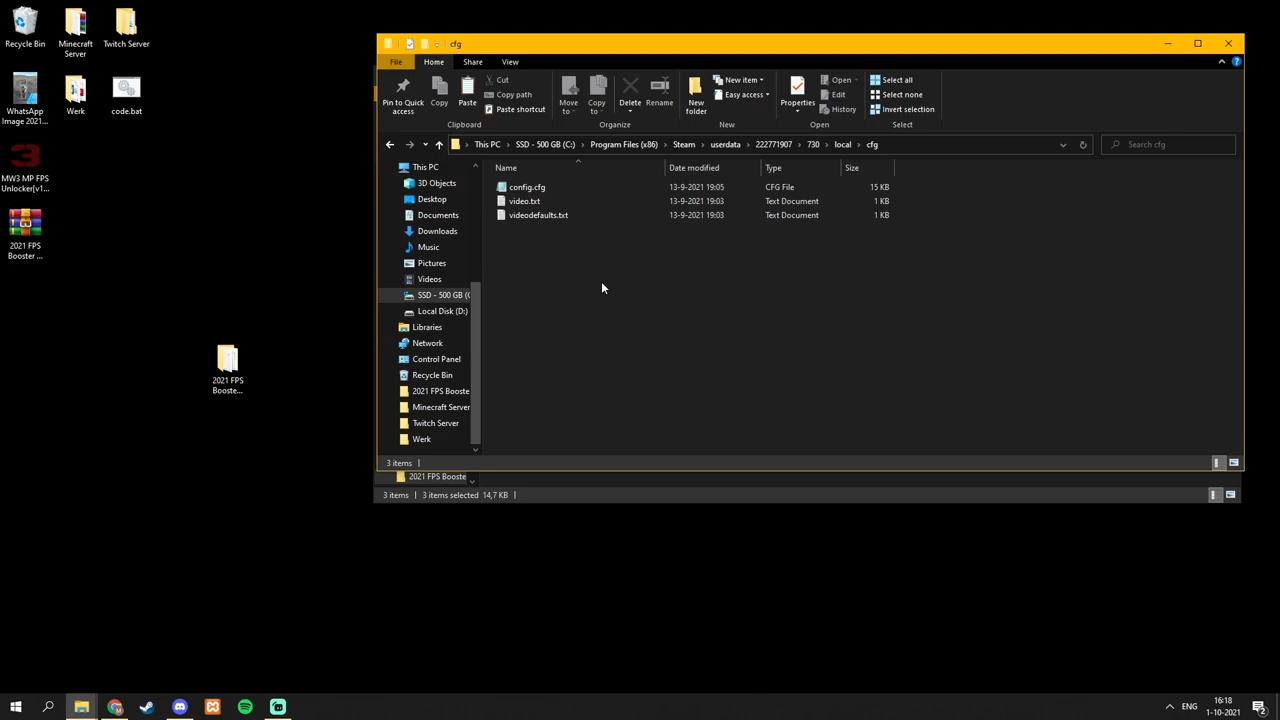 Recycle Bin
Minecraft
Server
Twitch Server
WhatsApp
Image 2021...
Werk
code.bat
MW3 MP FPS
Unlocker[v1...
2021 FPS
Booster ...
2021 FPS
Booste...
cfg
File
Home
Share
View
Pin to Quick
access
Copy
Paste
Cut
Copy path
Paste shortcut
Clipboard
Move
to
Copy
to
Delete
Rename
Organize
New
folder
New item
Easy access
New
Properties
Open
Edit
History
Open
Select all
Select none
Invert selection
Select
This PC > SSD - 500 GB (C:) > Program Files (x86) > Steam > userdata > 222771907 > 730 > local > cfg
Search cfg
Name
Date modified
Type
Size
config.cfg 13-9-2021 19:05 CFG File 15 KB
video.txt 13-9-2021 19:03 Text Document 1 KB
videodefaults.txt 13-9-2021 19:03 Text Document 1 KB
This PC
3D Objects
Desktop
Documents
Downloads
Music
Pictures
Videos
SSD - 500 GB (C
Local Disk (D:)
Libraries
Network
Control Panel
Recycle Bin
2021 FPS Booste
Minecraft Server
Twitch Server
Werk
3 items
2021 FPS Booste
3 items
3 items selected 14,7 KB
ENG
16:18
1-10-2021
2